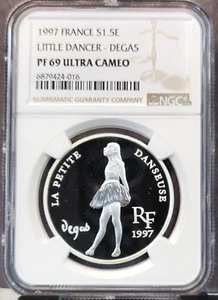 1997 FRANCE S1.5E
LITTLE DANCER - DEGAS
PF 69 ULTRA CAMEO
6879424-016
NUMISMATIC GUARANTY COMPANY
NGC
LA PETITE
DANSEUSE
Degas
RF
1997